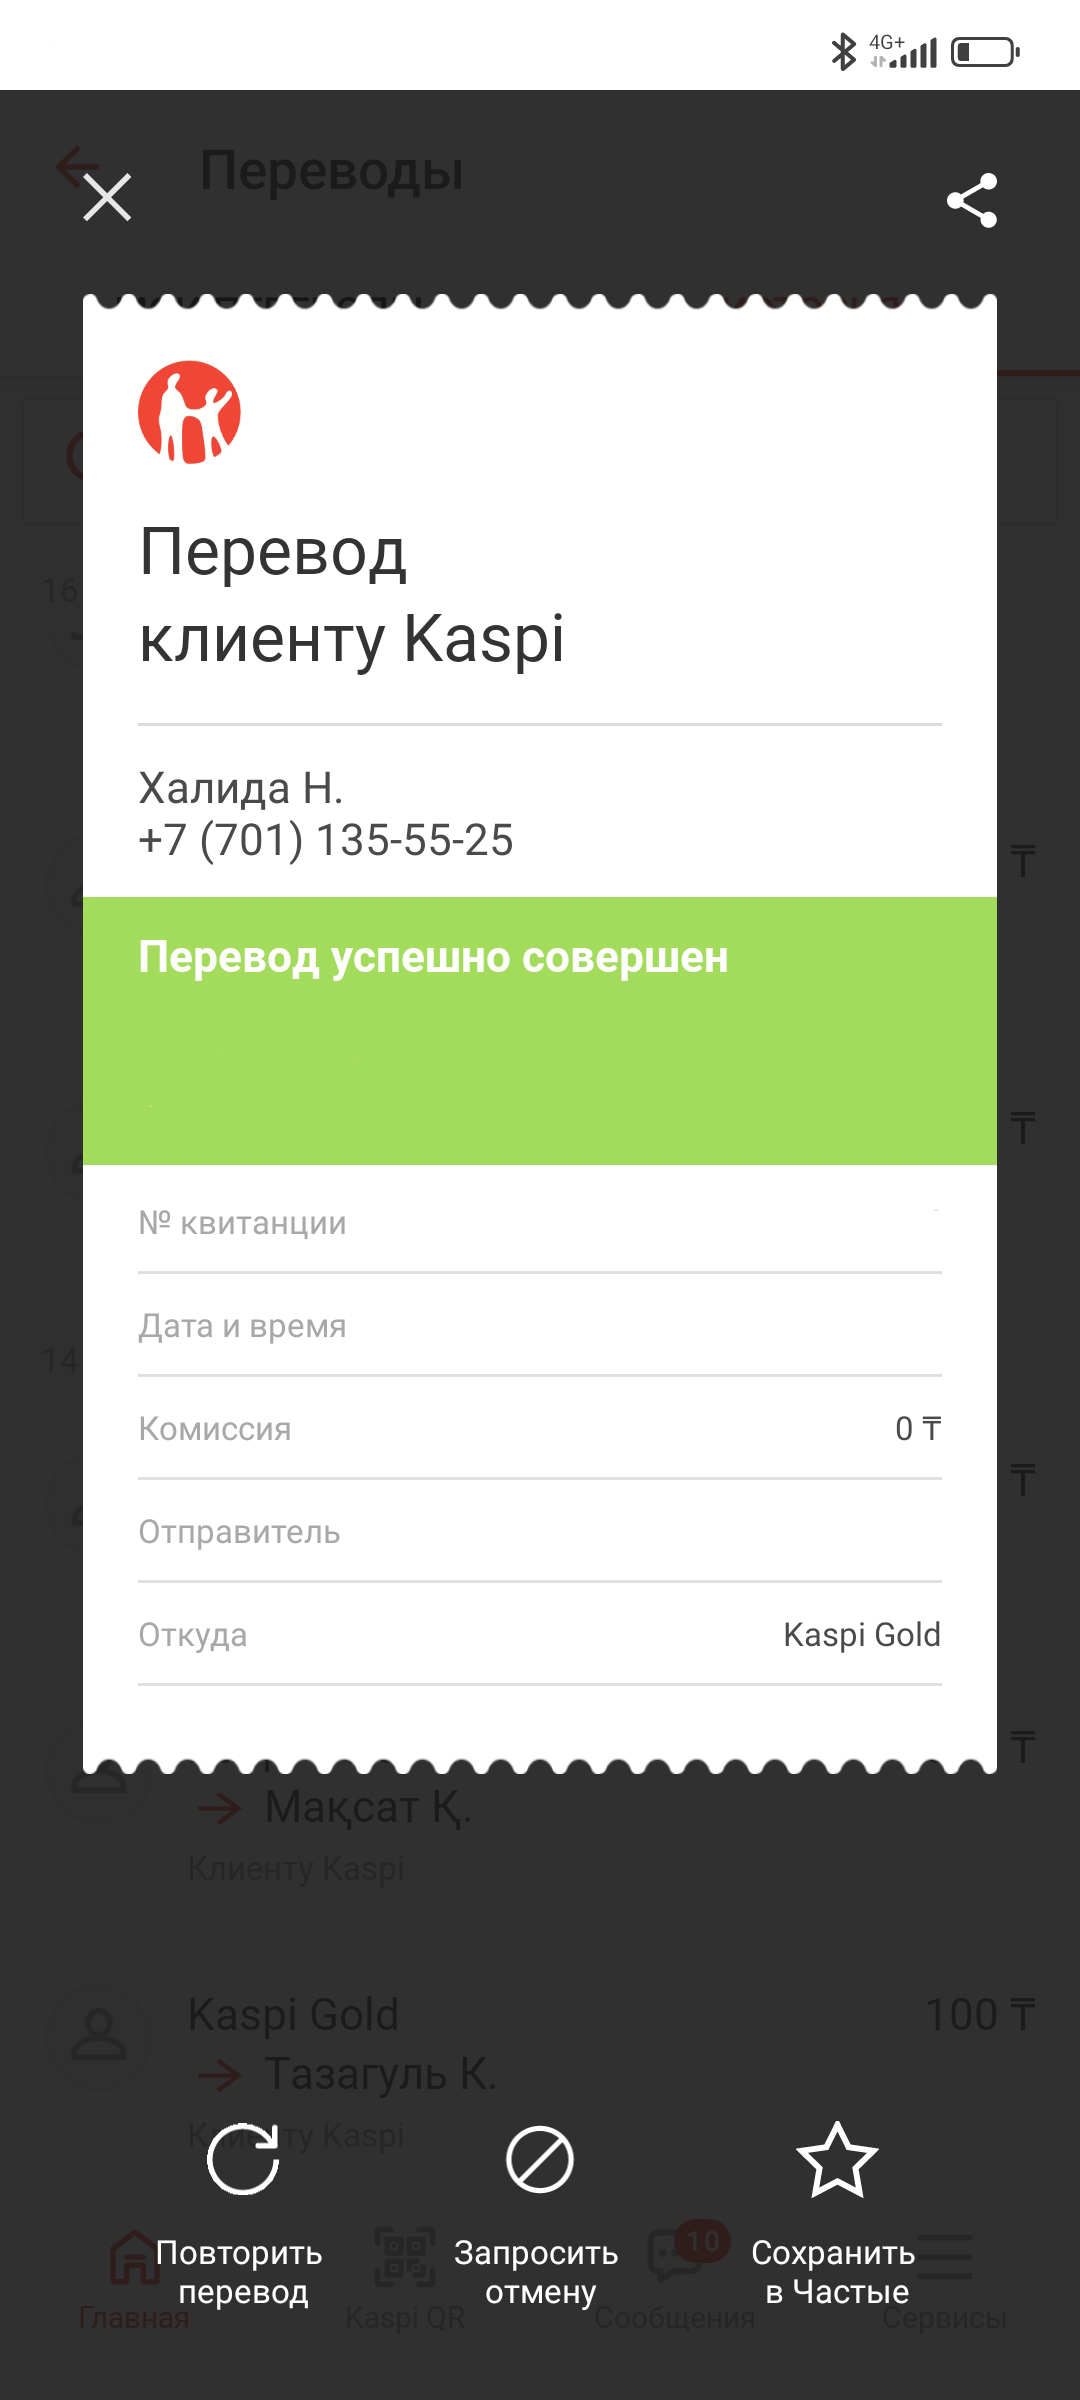 4G+
Переводы
Перевод
клиенту Kaspi
Халида Н.
+7 (701) 135-55-25
₸
Перевод успешно совершен
₸
№ квитанции
Дата и время
14
Комиссия
0 ₸
₸
Отправитель
Откуда
Kaspi Gold
₸
Мақсат Қ.
Клиенту Kaspi
Kaspi Gold
100 ₸
Тазагуль К.
Клиенту Kaspi
Повторить
перевод
Запросить
отмену
10
Сохранить
в Частые
Главная
Kaspi QR
Сообщения
Сервисы
16